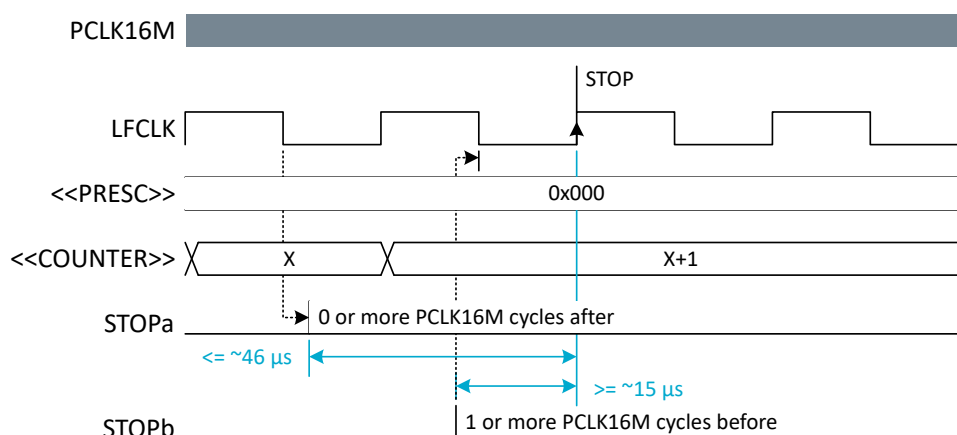 PCLK16M
STOP
LFCLK
<<PRESC>>
0x000
<<COUNTER>>
X
X+1
STOPa
0 or more PCLK16M cycles after
<= ~46 μs
>= ~15 μs
STOPb
1 or more PCLK16M cycles before